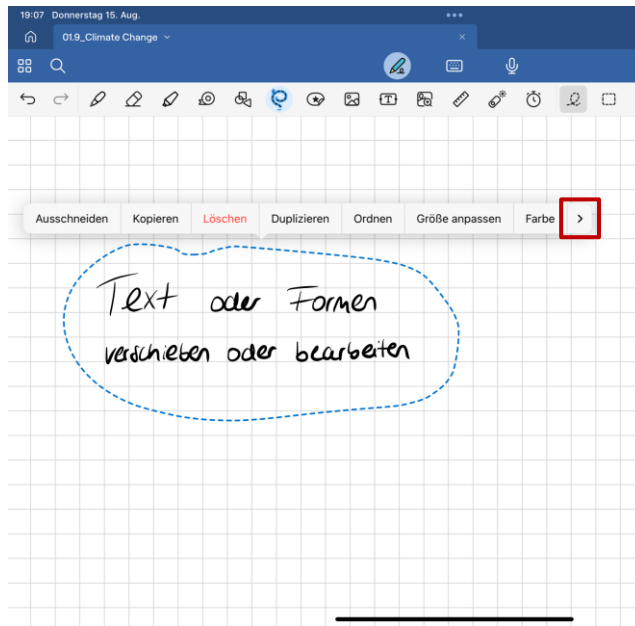 19:07 Donnerstag 15. Aug.
01.9_Climate Change
Ausschneiden Kopieren Löschen Duplizieren Ordnen Größe anpassen Farbe
Text oder Formen
verschieben oder bearbeiten